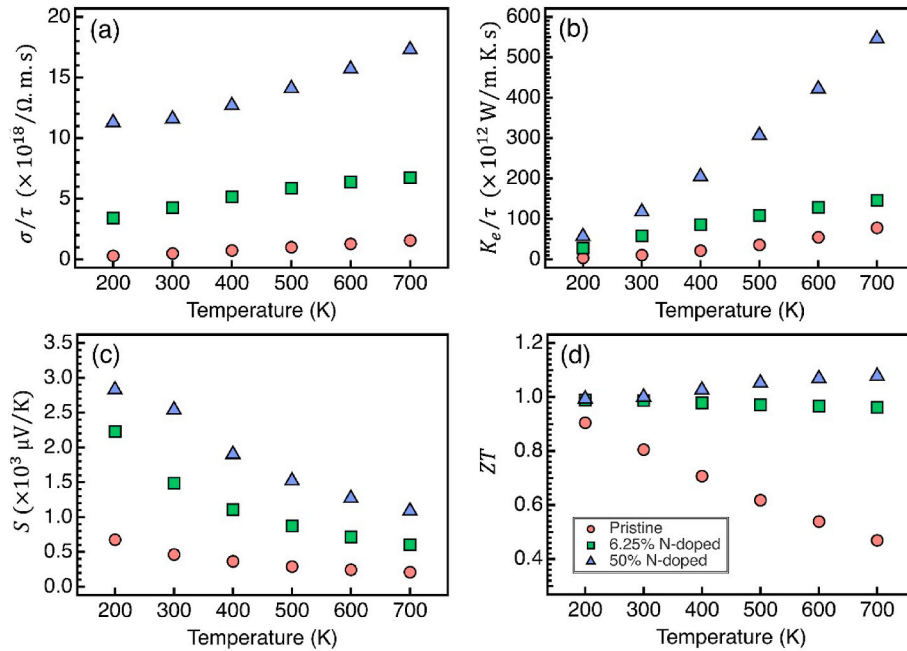 (a)
σ/τ (×10¹⁸/Ω.m.s)
20
15
10
5
0
200 300 400 500 600 700
Temperature (K)
(b)
Kₑ/τ (×10¹² W/m.K.s)
600
500
400
300
200
100
0
200 300 400 500 600 700
Temperature (K)
(c)
S (×10³ μV/K)
3.5
3.0
2.5
2.0
1.5
1.0
0.5
0.0
200 300 400 500 600 700
Temperature (K)
(d)
ZT
1.2
1.0
0.8
0.6
0.4
Pristine
6.25% N-doped
50% N-doped
200 300 400 500 600 700
Temperature (K)